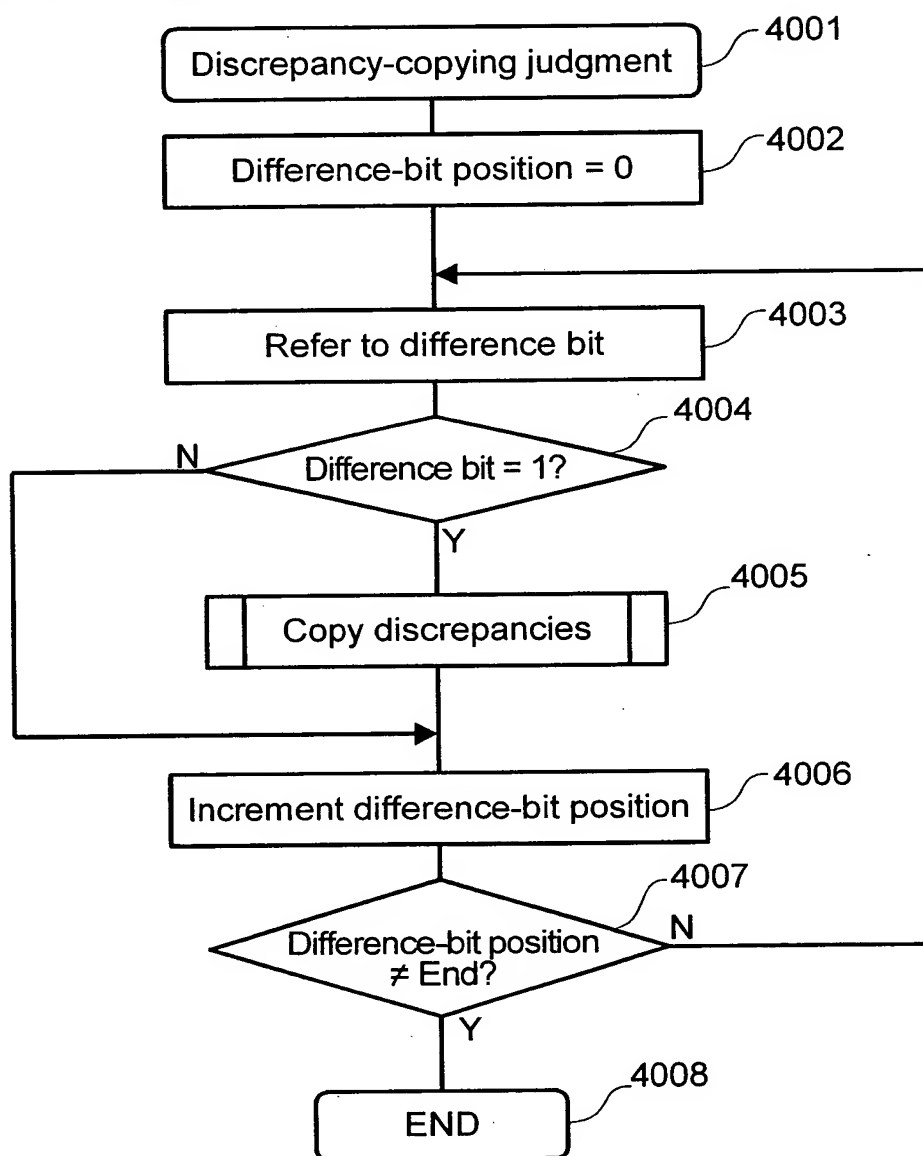 4001
Discrepancy-copying judgment
4002
Difference-bit position = 0
4003
Refer to difference bit
4004
N
Difference bit = 1?
Y
4005
Copy discrepancies
4006
Increment difference-bit position
4007
N
Difference-bit position
≠ End?
Y
4008
END